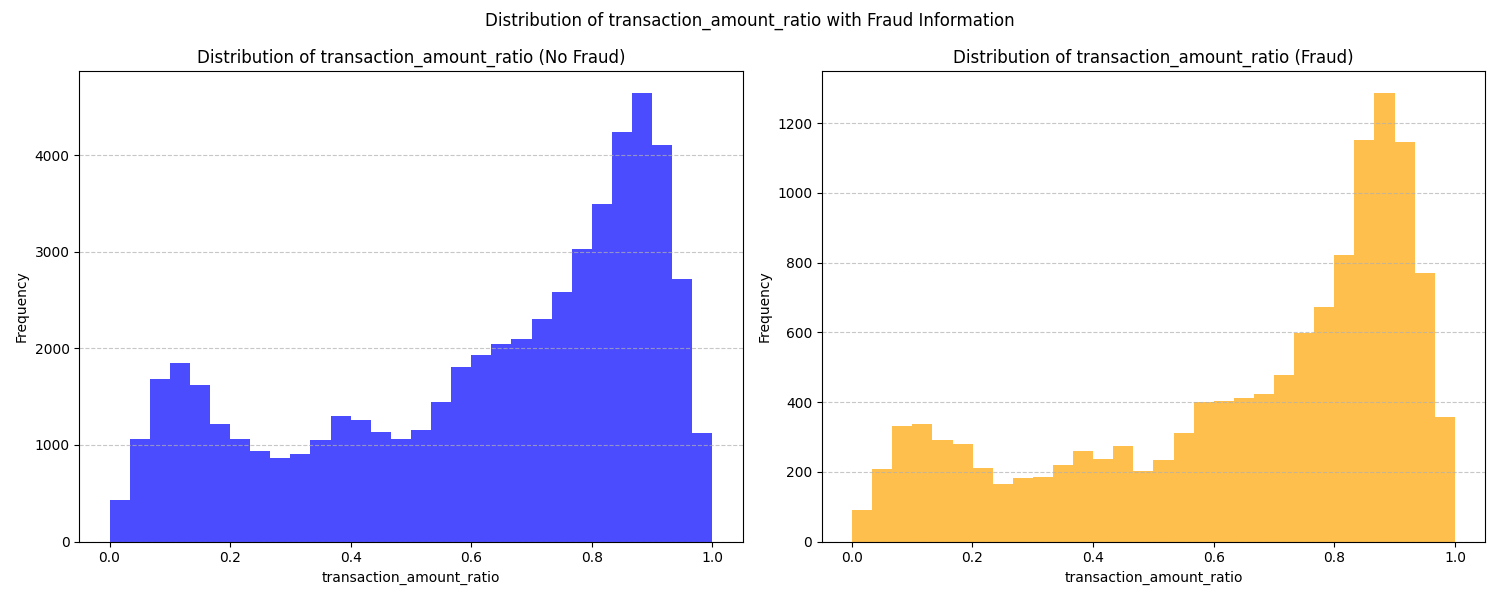 Distribution of transaction_amount_ratio with Fraud Information
Distribution of transaction_amount_ratio (No Fraud)
Frequency
4000
3000
2000
1000
0
0.0 0.2 0.4 0.6 0.8 1.0
transaction_amount_ratio
Distribution of transaction_amount_ratio (Fraud)
Frequency
1200
1000
800
600
400
200
0
0.0 0.2 0.4 0.6 0.8 1.0
transaction_amount_ratio